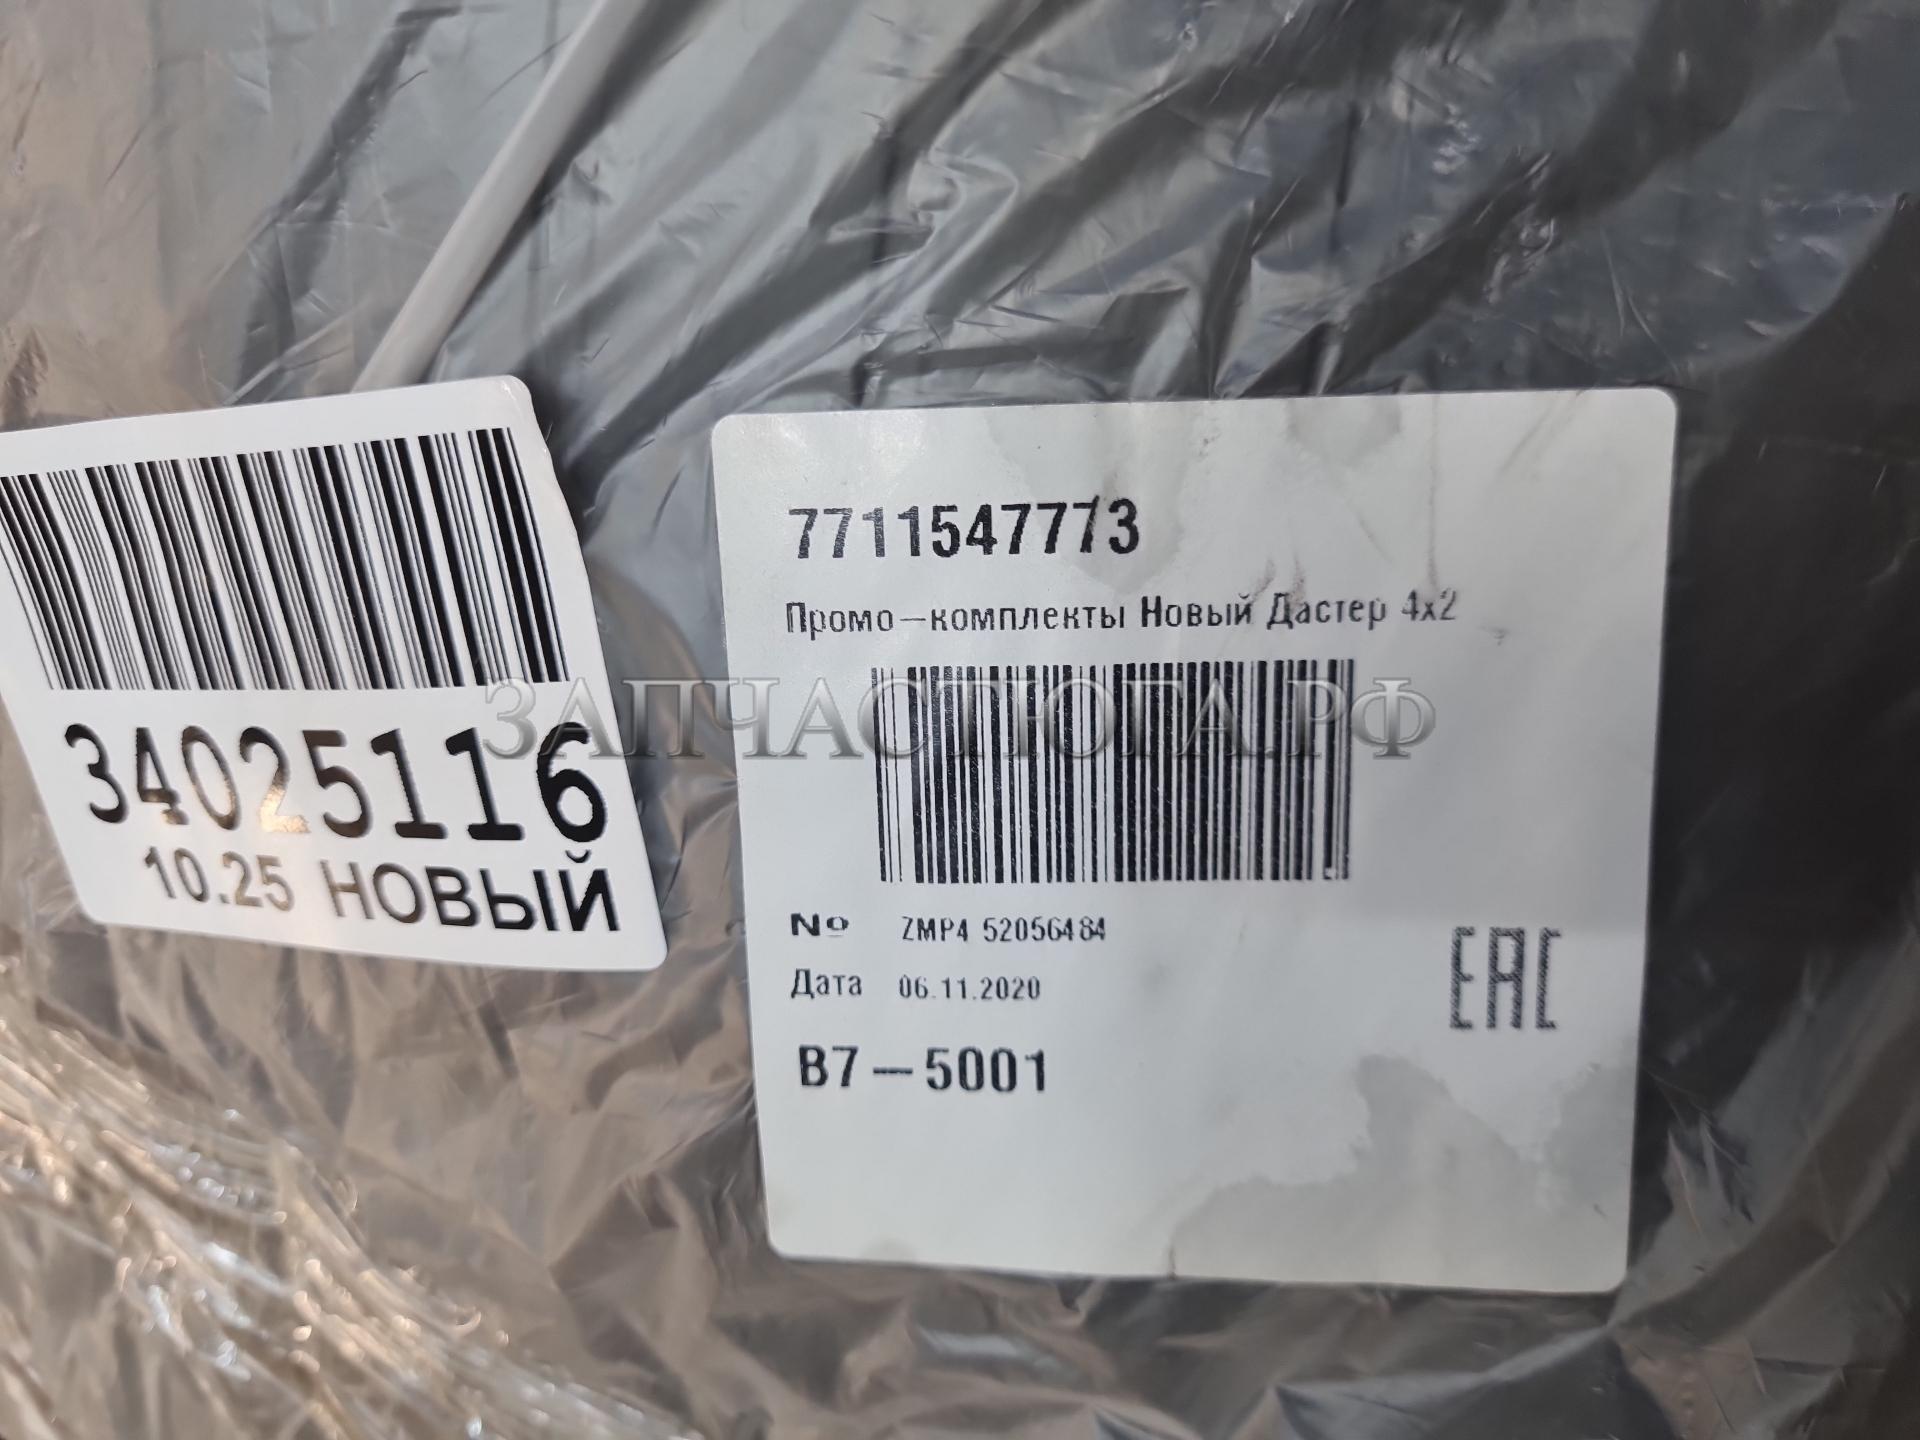 34025116
10.25 НОВЫЙ
7711547773
Промо-комплекты Новый Дастер 4x2
ЗАПЧАСТЮГА.РФ
№ ZMP4 52056484
Дата 06.11.2020
B7-5001
EAC